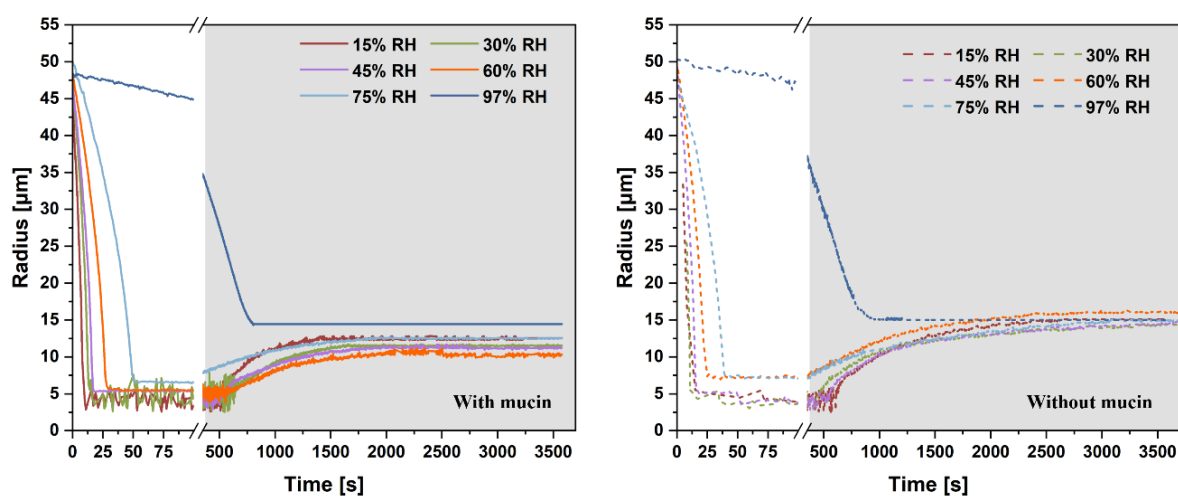 55
50
45
40
35
30
25
20
15
10
5
0
Radius [µm]
15% RH 30% RH
45% RH 60% RH
75% RH 97% RH
With mucin
0 25 50 75 500 1000 1500 2000 2500 3000 3500
Time [s]
55
50
45
40
35
30
25
20
15
10
5
0
Radius [µm]
15% RH 30% RH
45% RH 60% RH
75% RH 97% RH
Without mucin
0 25 50 75 500 1000 1500 2000 2500 3000 3500
Time [s]